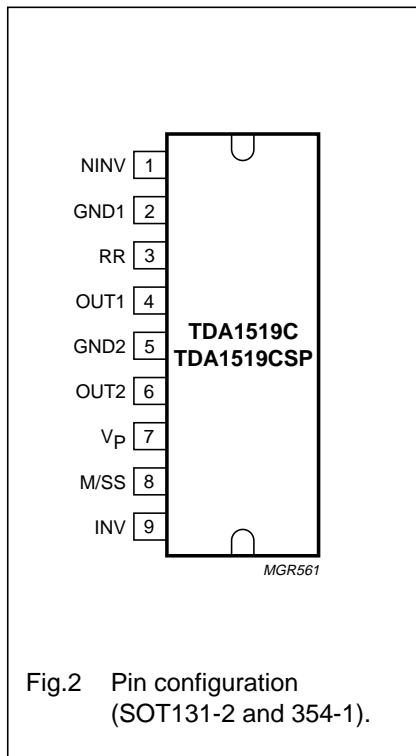 NINV 1
GND1 2
RR 3
OUT1 4
GND2 5
OUT2 6
VP 7
M/SS 8
INV 9
TDA1519C
TDA1519CSP
MGR561
Fig.2 Pin configuration
(SOT131-2 and 354-1).